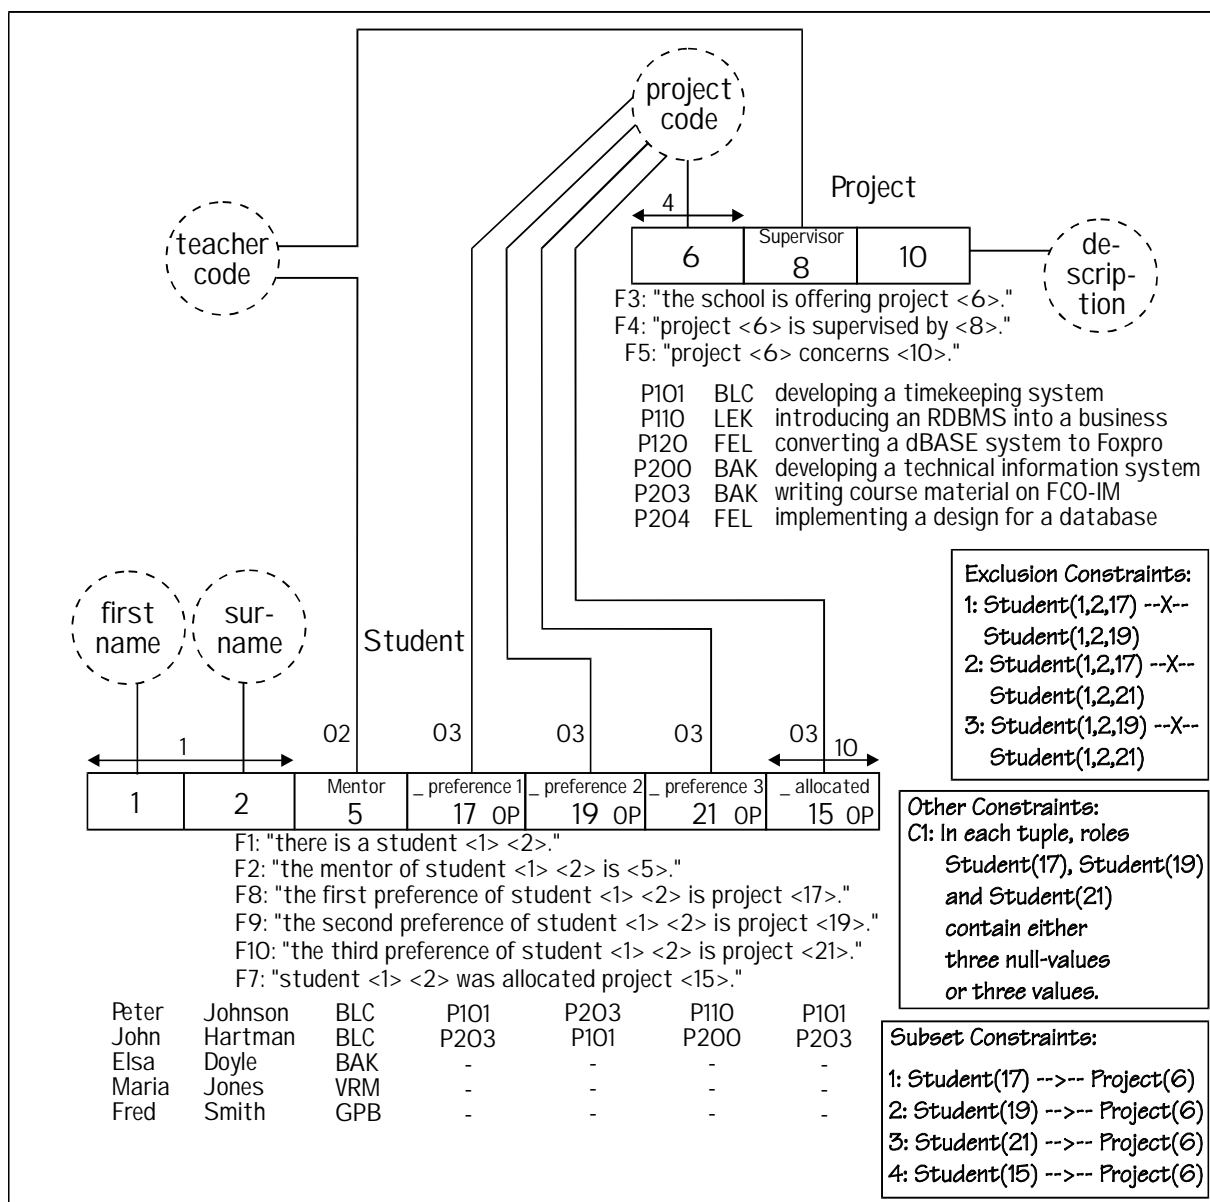 project
code
Project
4
teacher
code
6
Supervisor
8
10
de-
scrip-
tion
F3: "the school is offering project <6>."
F4: "project <6> is supervised by <8>."
F5: "project <6> concerns <10>."
P101 BLC developing a timekeeping system
P110 LEK introducing an RDBMS into a business
P120 FEL converting a dBASE system to Foxpro
P200 BAK developing a technical information system
P203 BAK writing course material on FCO-IM
P204 FEL implementing a design for a database
first
name
sur-
name
Student
Exclusion Constraints:
1: Student(1,2,17) --X--
Student(1,2,19)
2: Student(1,2,17) --X--
Student(1,2,21)
3: Student(1,2,19) --X--
Student(1,2,21)
1
O2
O3
O3
O3
O3
10
1
2
Mentor
5
_ preference 1
17 OP
_ preference 2
19 OP
_ preference 3
21 OP
_ allocated
15 OP
Other Constraints:
C1: In each tuple, roles
Student(17), Student(19)
and Student(21)
contain either
three null-values
or three values.
F1: "there is a student <1> <2>."
F2: "the mentor of student <1> <2> is <5>."
F8: "the first preference of student <1> <2> is project <17>."
F9: "the second preference of student <1> <2> is project <19>."
F10: "the third preference of student <1> <2> is project <21>."
F7: "student <1> <2> was allocated project <15>."
Peter Johnson BLC P101 P203 P110 P101
John Hartman BLC P203 P101 P200 P203
Elsa Doyle BAK - - - -
Maria Jones VRM - - - -
Fred Smith GPB - - - -
Subset Constraints:
1: Student(17) -->-- Project(6)
2: Student(19) -->-- Project(6)
3: Student(21) -->-- Project(6)
4: Student(15) -->-- Project(6)